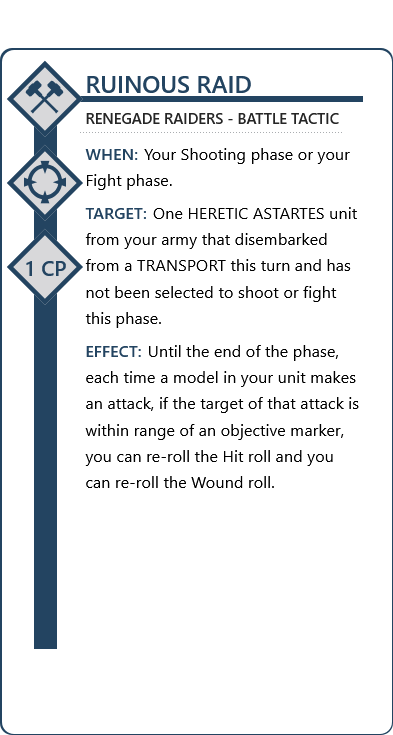 RUINOUS RAID
RENEGADE RAIDERS - BATTLE TACTIC
WHEN: Your Shooting phase or your
Fight phase.
TARGET: One HERETIC ASTARTES unit
from your army that disembarked
1 CP
from a TRANSPORT this turn and has
not been selected to shoot or fight
this phase.
EFFECT: Until the end of the phase,
each time a model in your unit makes
an attack, if the target of that attack is
within range of an objective marker,
you can re-roll the Hit roll and you
can re-roll the Wound roll.